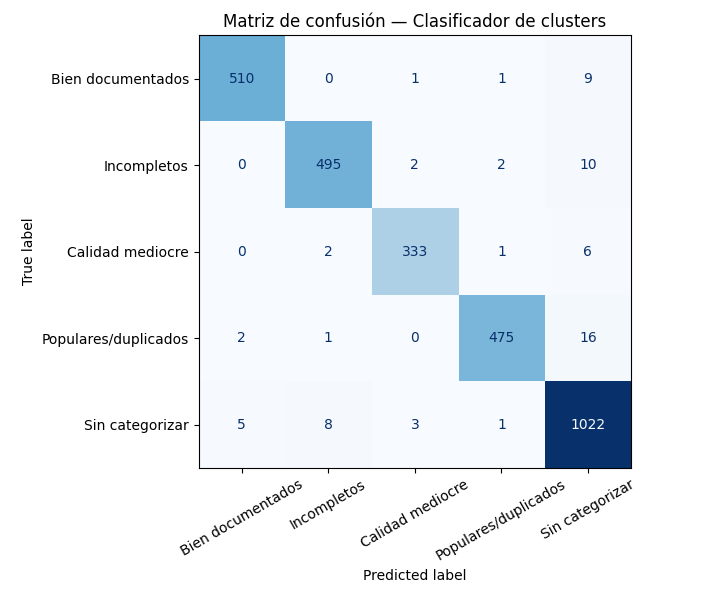 Matriz de confusión — Clasificador de clusters
True label
Bien documentados 510 0 1 1 9
Incompletos 0 495 2 2 10
Calidad mediocre 0 2 333 1 6
Populares/duplicados 2 1 0 475 16
Sin categorizar 5 8 3 1 1022
Bien documentados Incompletos Calidad mediocre Populares/duplicados Sin categorizar
Predicted label